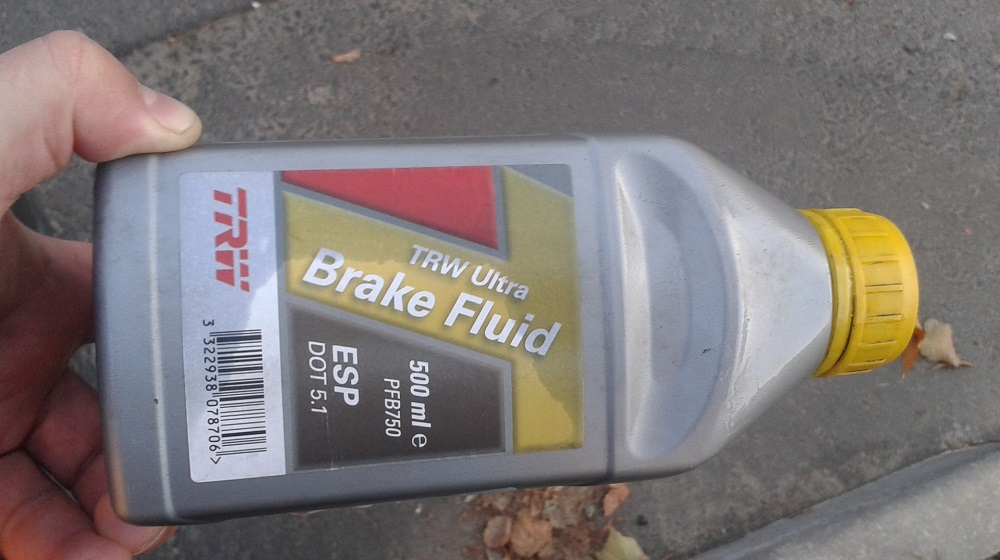 TRW
TRW Ultra
Brake Fluid
ESP
DOT 5.1
500 ml e
PFB750
3 322938 078706 >